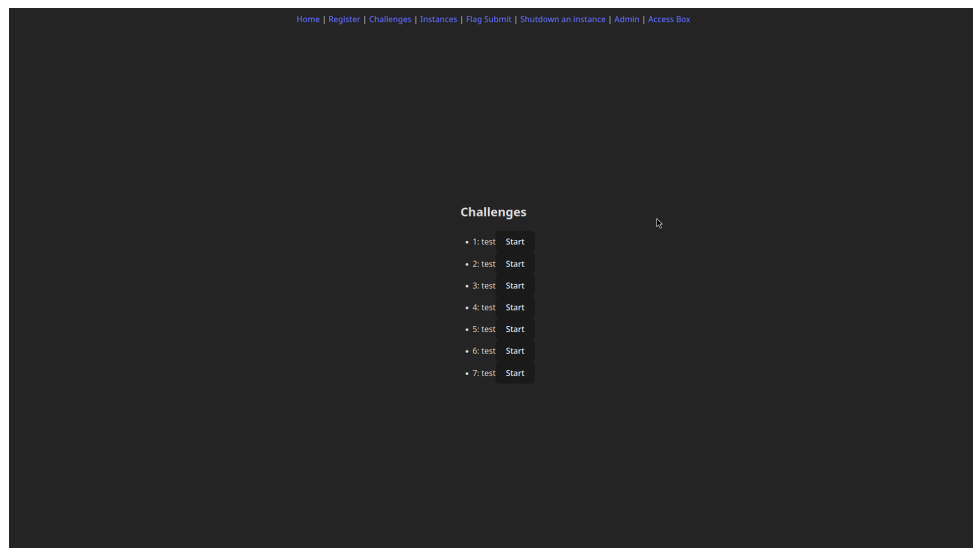 Home | Register | Challenges | Instances | Flag Submit | Shutdown an instance | Admin | Access Box
Challenges
• 1: test Start
• 2: test Start
• 3: test Start
• 4: test Start
• 5: test Start
• 6: test Start
• 7: test Start